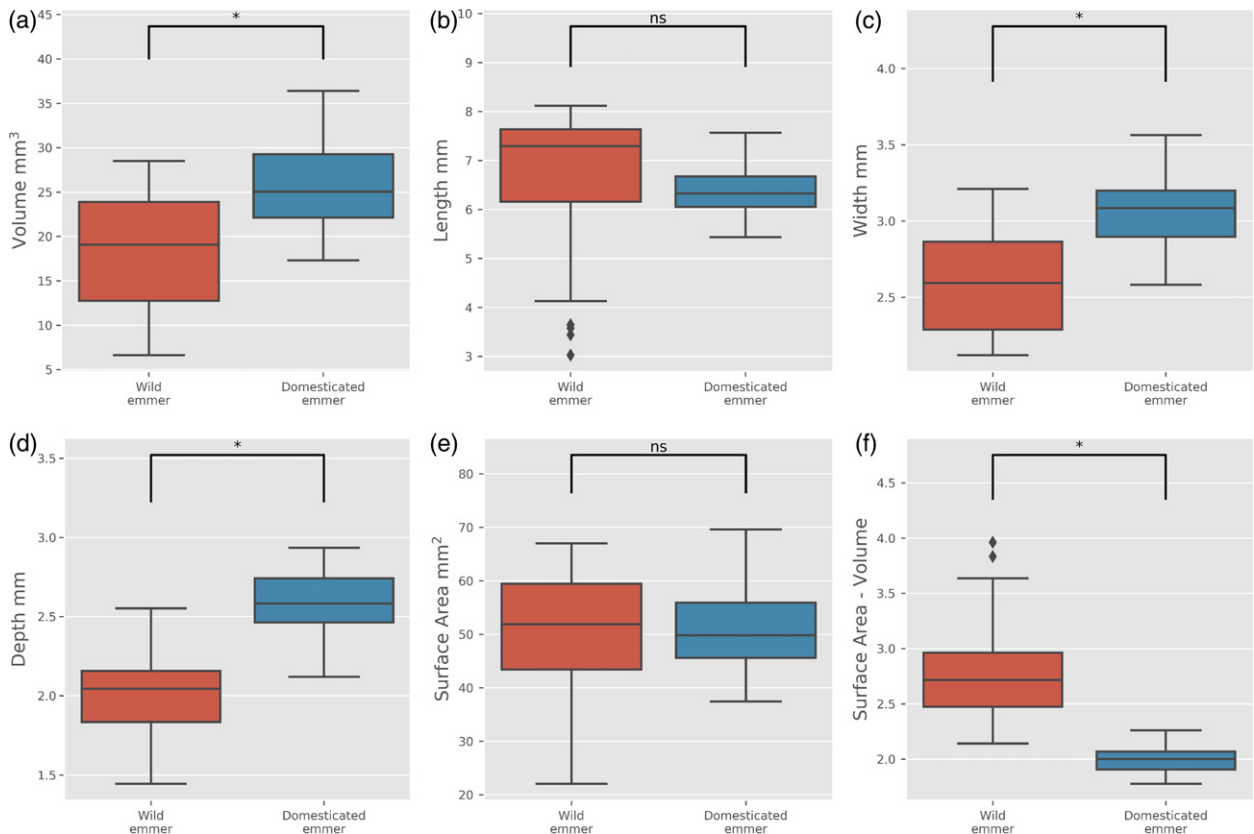 (a)
*
Volume mm³
45
40
35
30
25
20
15
10
5
Wild
emmer
Domesticated
emmer
(b)
ns
Length mm
10
9
8
7
6
5
4
3
Wild
emmer
Domesticated
emmer
(c)
*
Width mm
4.0
3.5
3.0
2.5
Wild
emmer
Domesticated
emmer
(d)
*
Depth mm
3.5
3.0
2.5
2.0
1.5
Wild
emmer
Domesticated
emmer
(e)
ns
Surface Area mm²
80
70
60
50
40
30
20
Wild
emmer
Domesticated
emmer
(f)
*
Surface Area - Volume
4.5
4.0
3.5
3.0
2.5
2.0
Wild
emmer
Domesticated
emmer